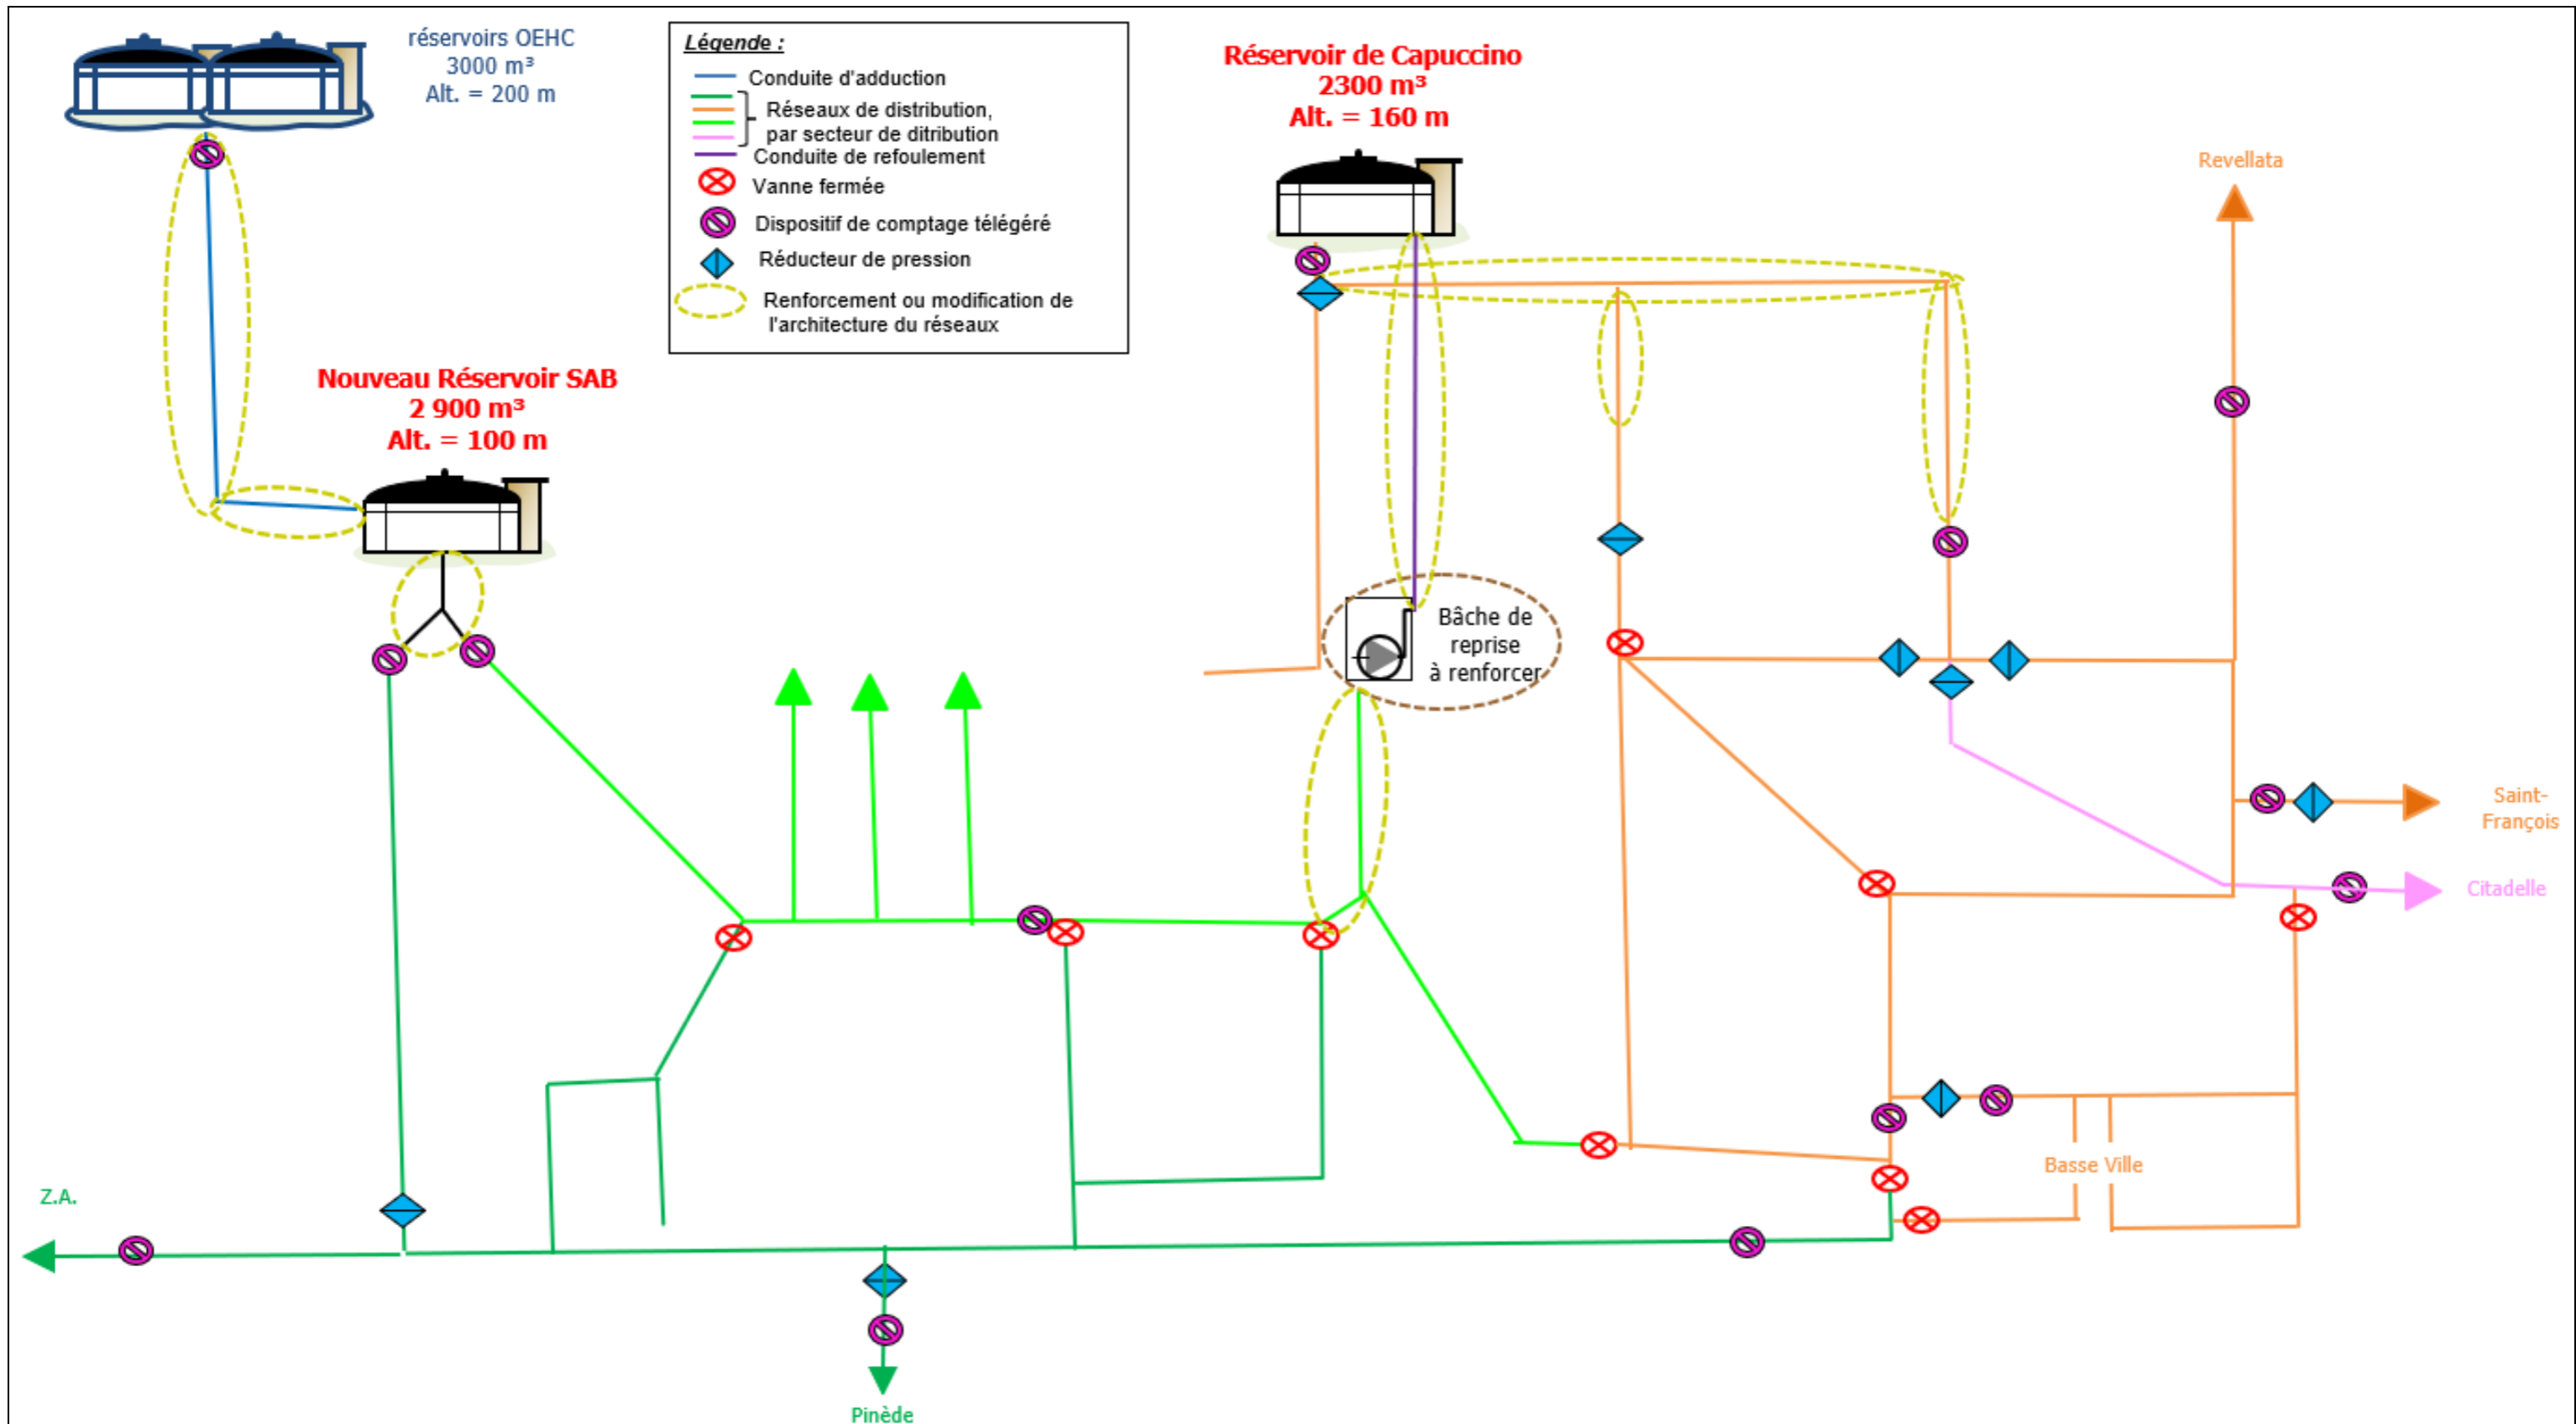 réservoirs OEHC
3000 m³
Alt. = 200 m
Légende :
Conduite d'adduction
Réseaux de distribution,
par secteur de ditribution
Conduite de refoulement
Vanne fermée
Dispositif de comptage télégéré
Réducteur de pression
Renforcement ou modification de
l'architecture du réseaux
Réservoir de Capuccino
2300 m³
Alt. = 160 m
Revellata
Nouveau Réservoir SAB
2 900 m³
Alt. = 100 m
Bâche de
reprise
à renforcer
Saint-
François
Citadelle
Basse Ville
Z.A.
Pinède